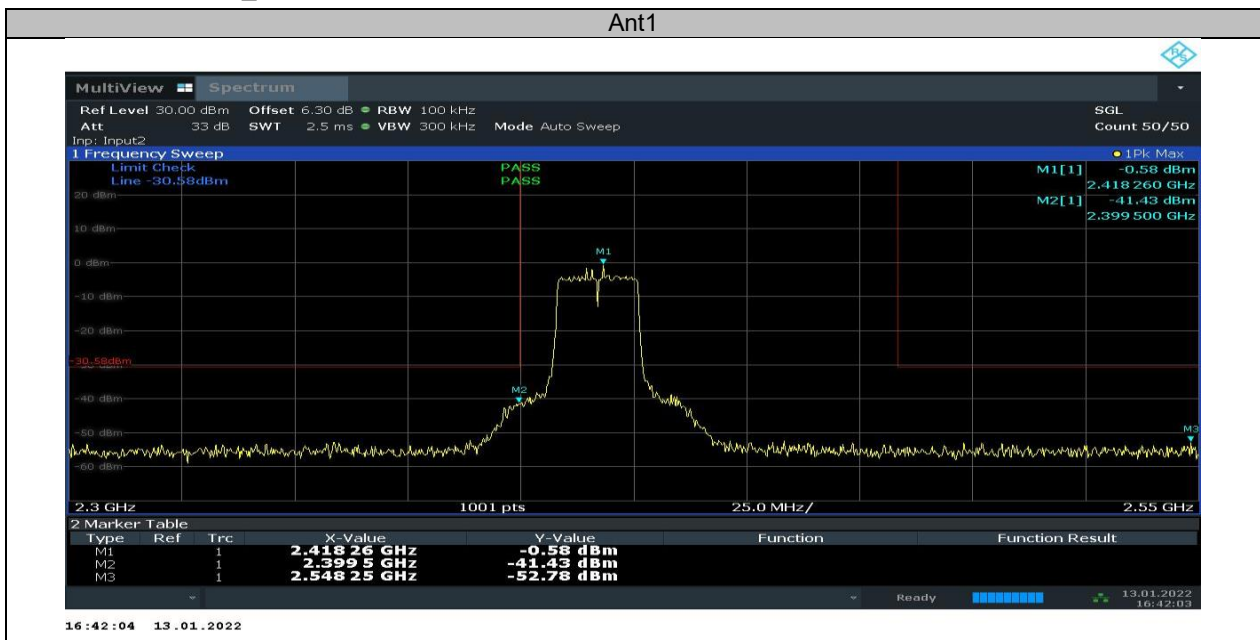 Ant1
R&S
MultiView Spectrum
Ref Level 30.00 dBm Offset 6.30 dB RBW 100 kHz SGL
Att 33 dB SWT 2.5 ms VBW 300 kHz Mode Auto Sweep Count 50/50
Inp: Input2
1 Frequency Sweep 1Pk Max
Limit Check PASS M1[1] -0.58 dBm
Line -30.58dBm PASS 2.418 260 GHz
20 dBm M2[1] -41.43 dBm
2.399 500 GHz
10 dBm
M1
0 dBm
-10 dBm
-20 dBm
-30.58dBm
M2
-40 dBm
-50 dBm M3
-60 dBm
2.3 GHz 1001 pts 25.0 MHz/ 2.55 GHz
2 Marker Table
Type Ref Trc X-Value Y-Value Function Function Result
M1 1 2.418 26 GHz -0.58 dBm
M2 1 2.399 5 GHz -41.43 dBm
M3 1 2.548 25 GHz -52.78 dBm
Ready 13.01.2022
16:42:03
16:42:04 13.01.2022